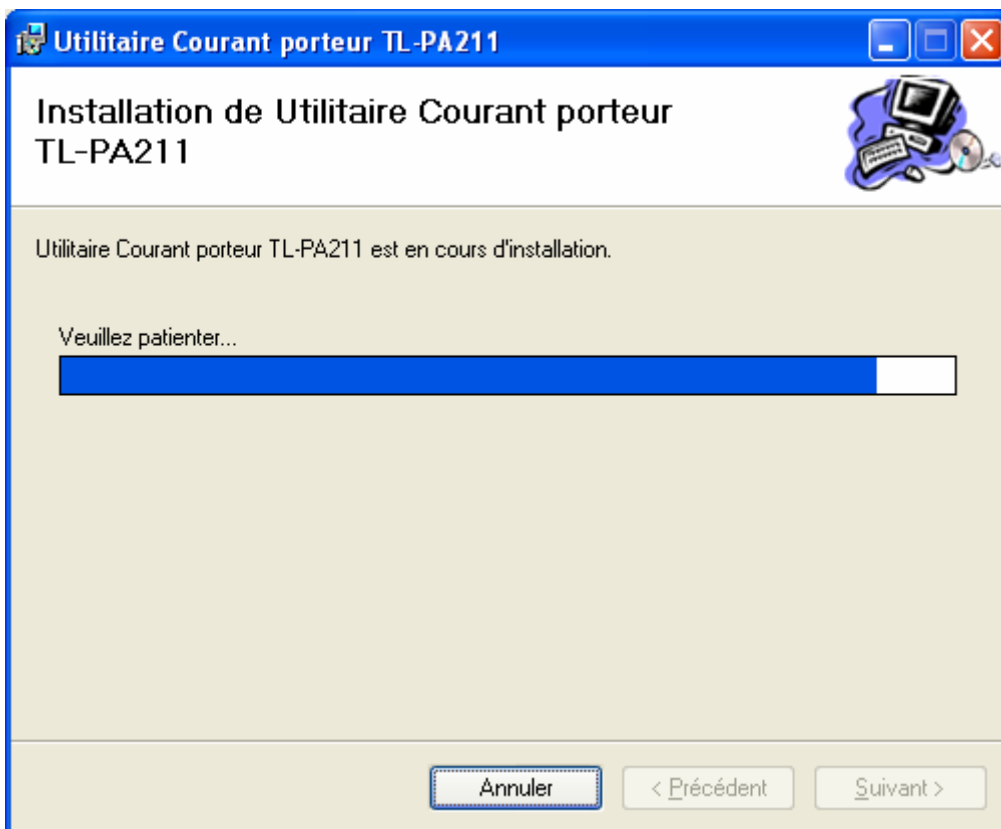 Utilitaire Courant porteur TL-PA211
Installation de Utilitaire Courant porteur
TL-PA211
Utilitaire Courant porteur TL-PA211 est en cours d'installation.
Veuillez patienter...
Annuler
< Précédent
Suivant >